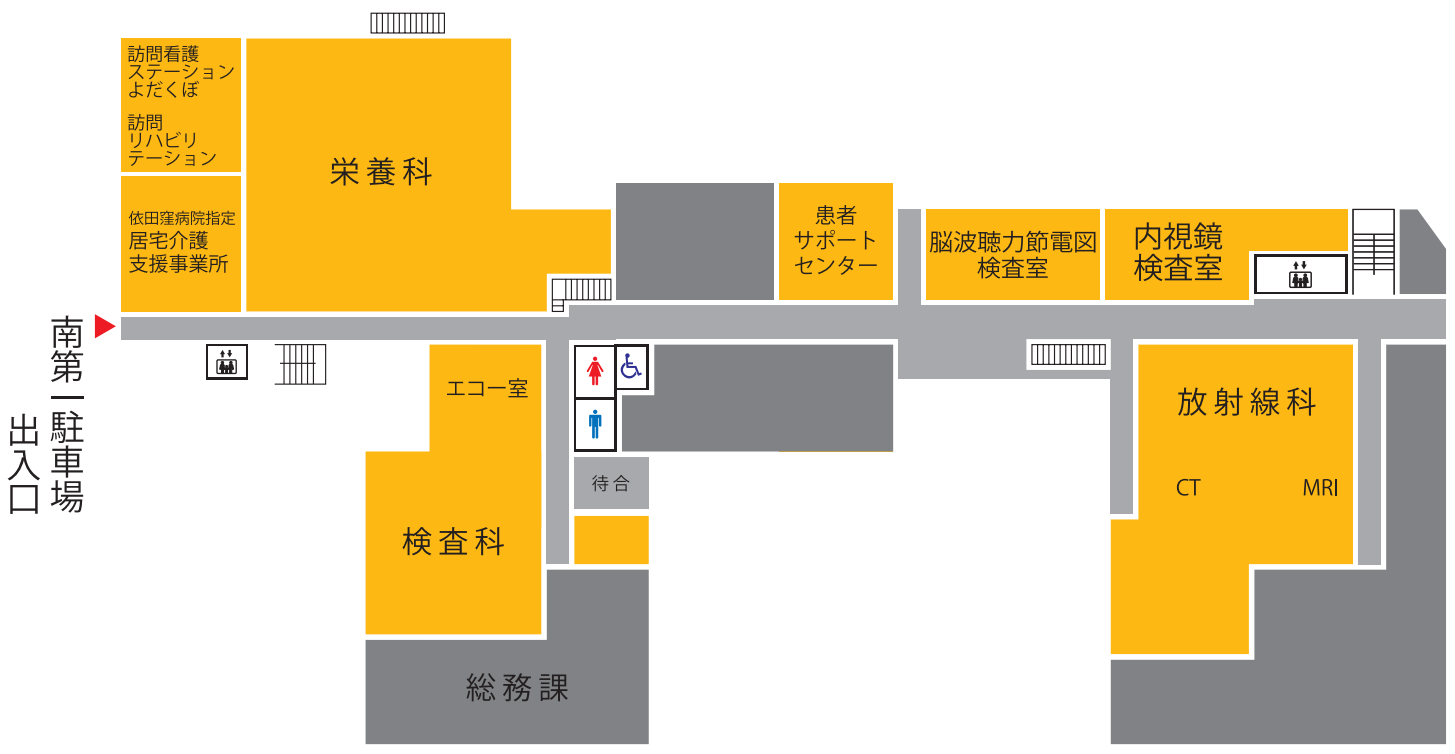 訪問看護
ステーション
よだくぼ
訪問
リハビリ
テーション
栄養科
依田窪病院指定
居宅介護
支援事業所
患者
サポート
センター
脳波聴力節電図
検査室
内視鏡
検査室
南第一駐車場
出入口
エコー室
放射線科
待合
CT
MRI
検査科
総務課